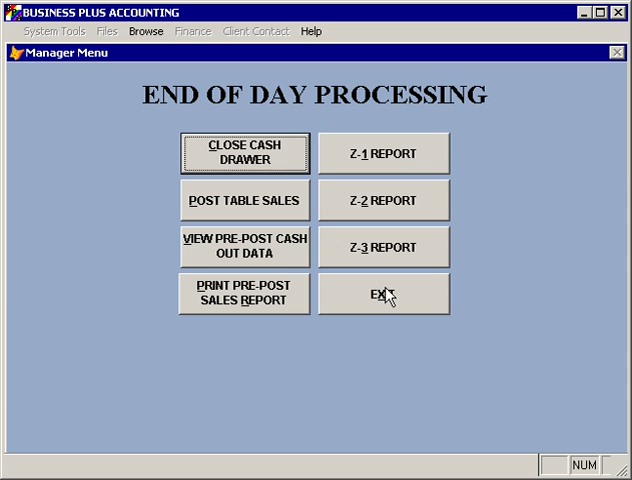 BUSINESS PLUS ACCOUNTING
System Tools Files Browse Finance Client Contact Help
Manager Menu
END OF DAY PROCESSING
CLOSE CASH
DRAWER
Z-1 REPORT
POST TABLE SALES
Z-2 REPORT
VIEW PRE-POST CASH
OUT DATA
Z-3 REPORT
PRINT PRE-POST
SALES REPORT
EXIT
NUM